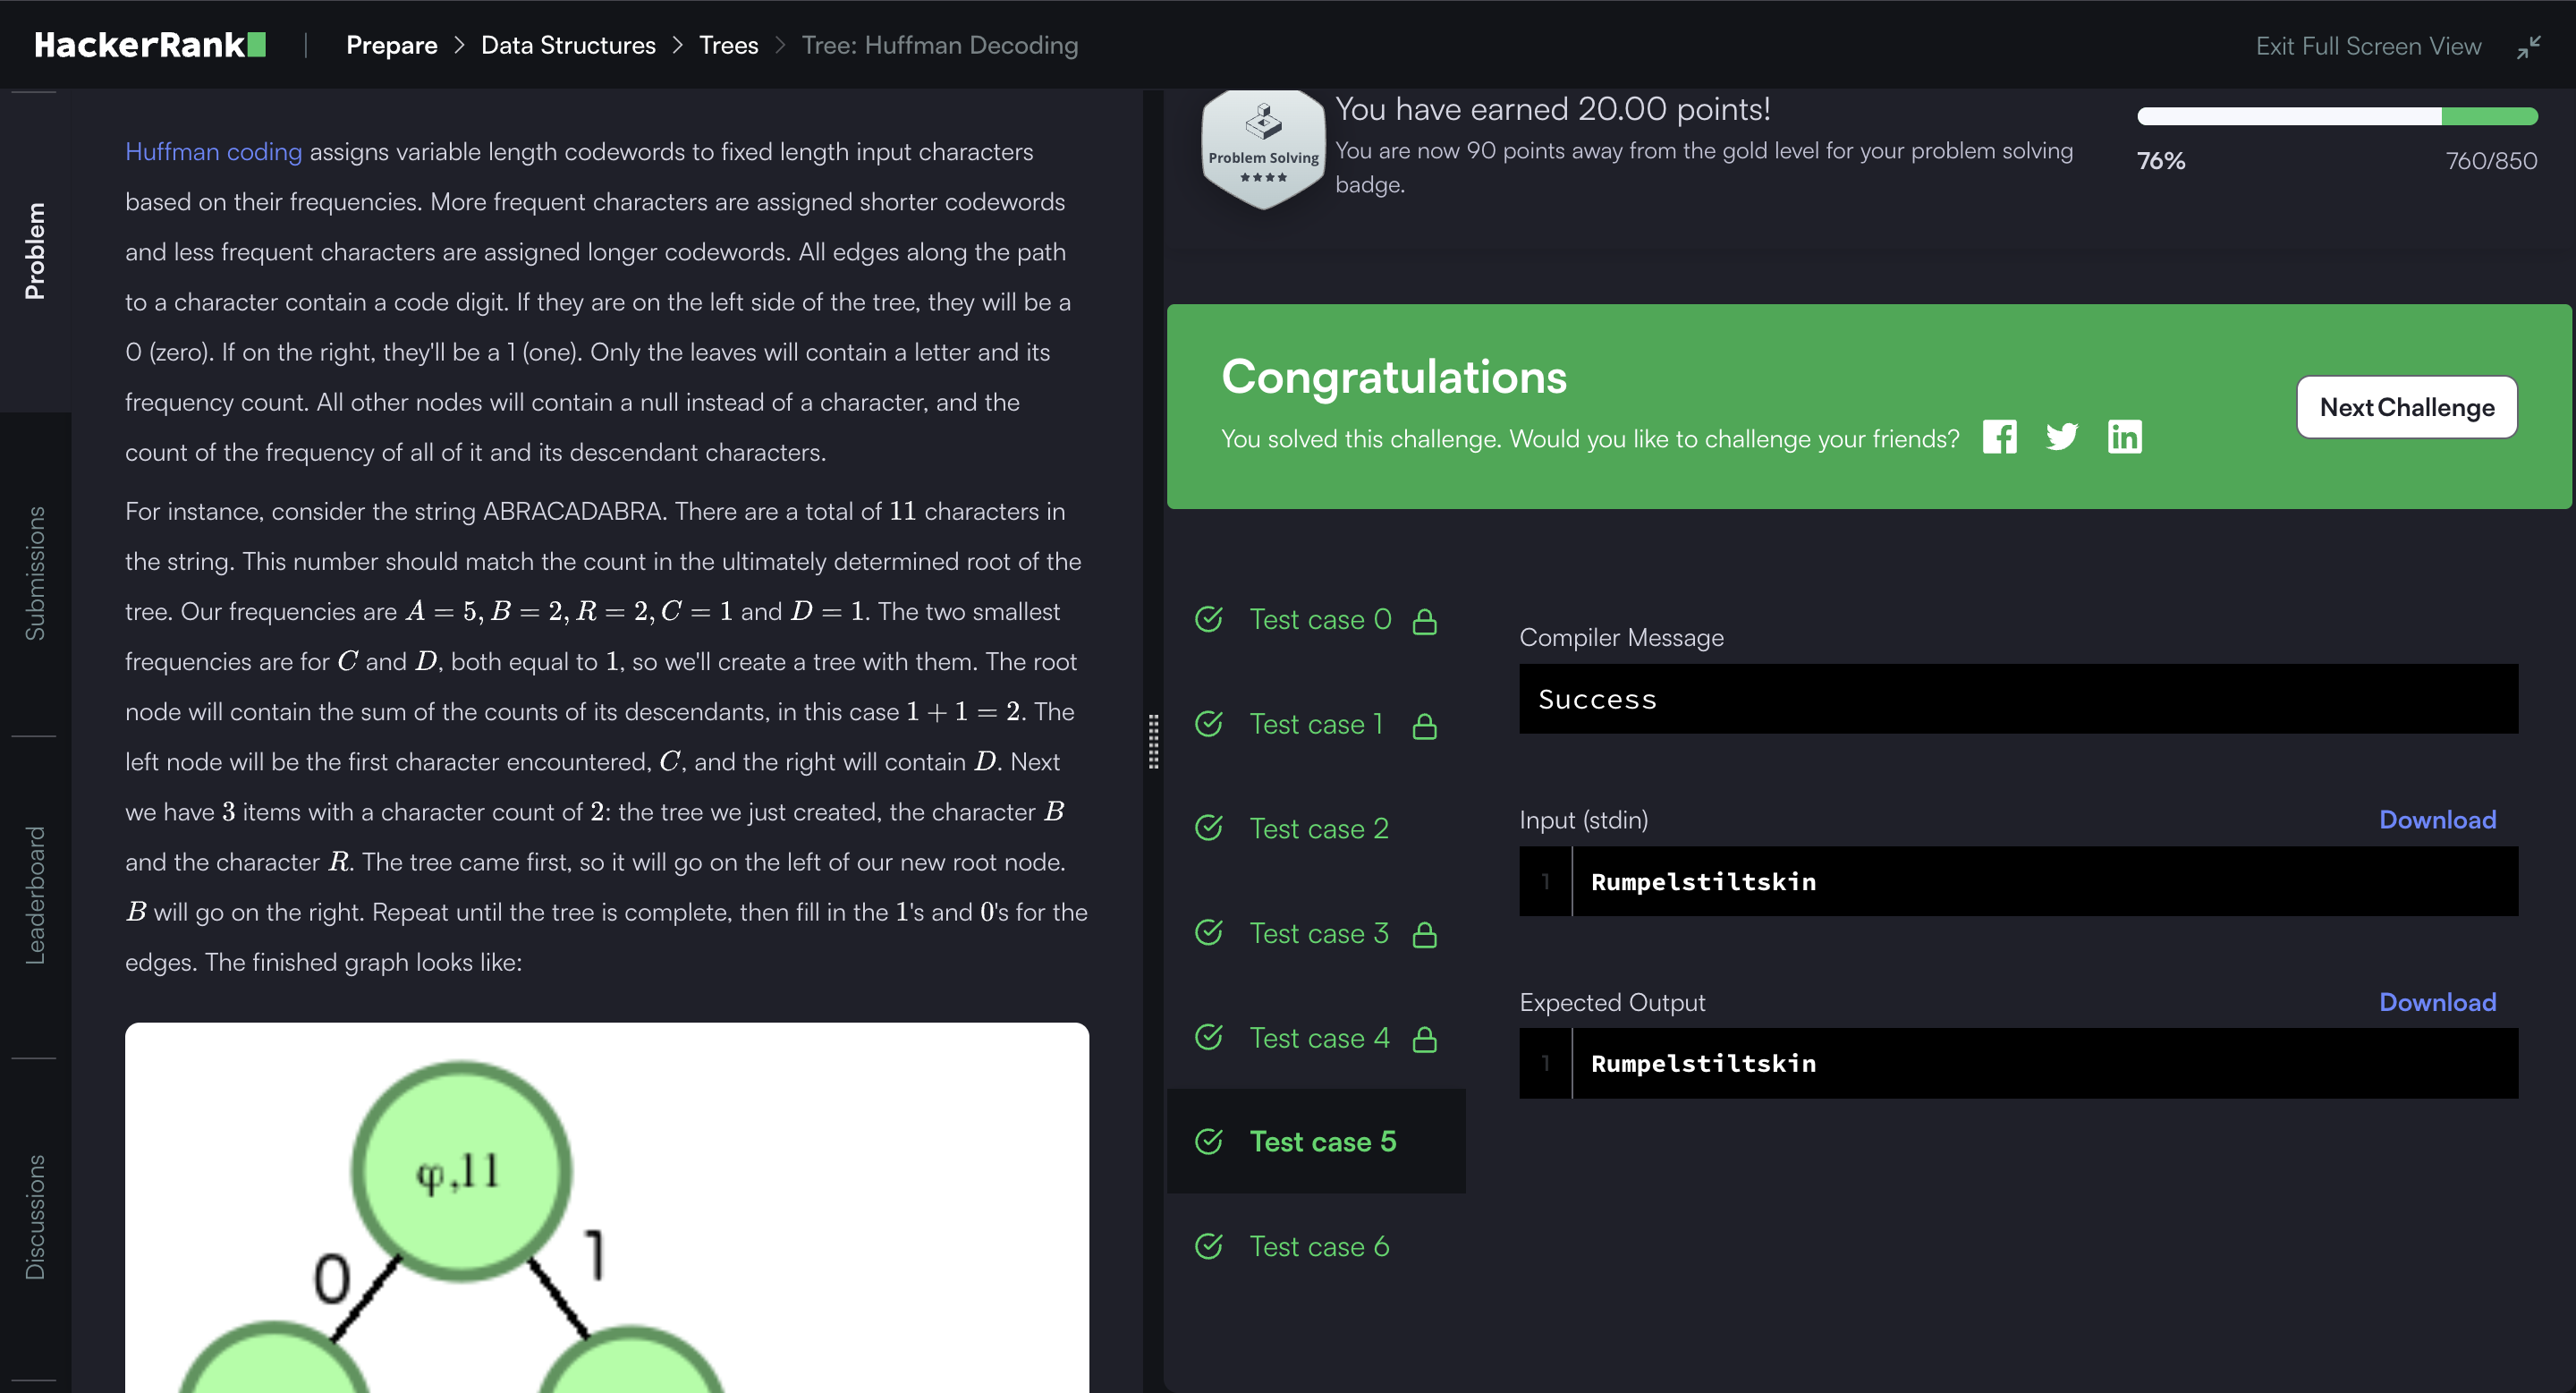 HackerRank
Prepare > Data Structures > Trees > Tree: Huffman Decoding
Exit Full Screen View
Problem
Submissions
Leaderboard
Discussions
Huffman coding assigns variable length codewords to fixed length input characters
based on their frequencies. More frequent characters are assigned shorter codewords
and less frequent characters are assigned longer codewords. All edges along the path
to a character contain a code digit. If they are on the left side of the tree, they will be a
0 (zero). If on the right, they'll be a 1 (one). Only the leaves will contain a letter and its
frequency count. All other nodes will contain a null instead of a character, and the
count of the frequency of all of it and its descendant characters.
For instance, consider the string ABRACADABRA. There are a total of 11 characters in
the string. This number should match the count in the ultimately determined root of the
tree. Our frequencies are A = 5, B = 2, R = 2, C = 1 and D = 1. The two smallest
frequencies are for C and D, both equal to 1, so we'll create a tree with them. The root
node will contain the sum of the counts of its descendants, in this case 1 + 1 = 2. The
left node will be the first character encountered, C, and the right will contain D. Next
we have 3 items with a character count of 2: the tree we just created, the character B
and the character R. The tree came first, so it will go on the left of our new root node.
B will go on the right. Repeat until the tree is complete, then fill in the 1's and 0's for the
edges. The finished graph looks like:
φ,11
0
1
Problem Solving
You have earned 20.00 points!
You are now 90 points away from the gold level for your problem solving
badge.
76%
760/850
Congratulations
You solved this challenge. Would you like to challenge your friends?
Next Challenge
Test case 0
Test case 1
Test case 2
Test case 3
Test case 4
Test case 5
Test case 6
Compiler Message
Success
Input (stdin)
Download
1 Rumpelstiltskin
Expected Output
Download
1 Rumpelstiltskin